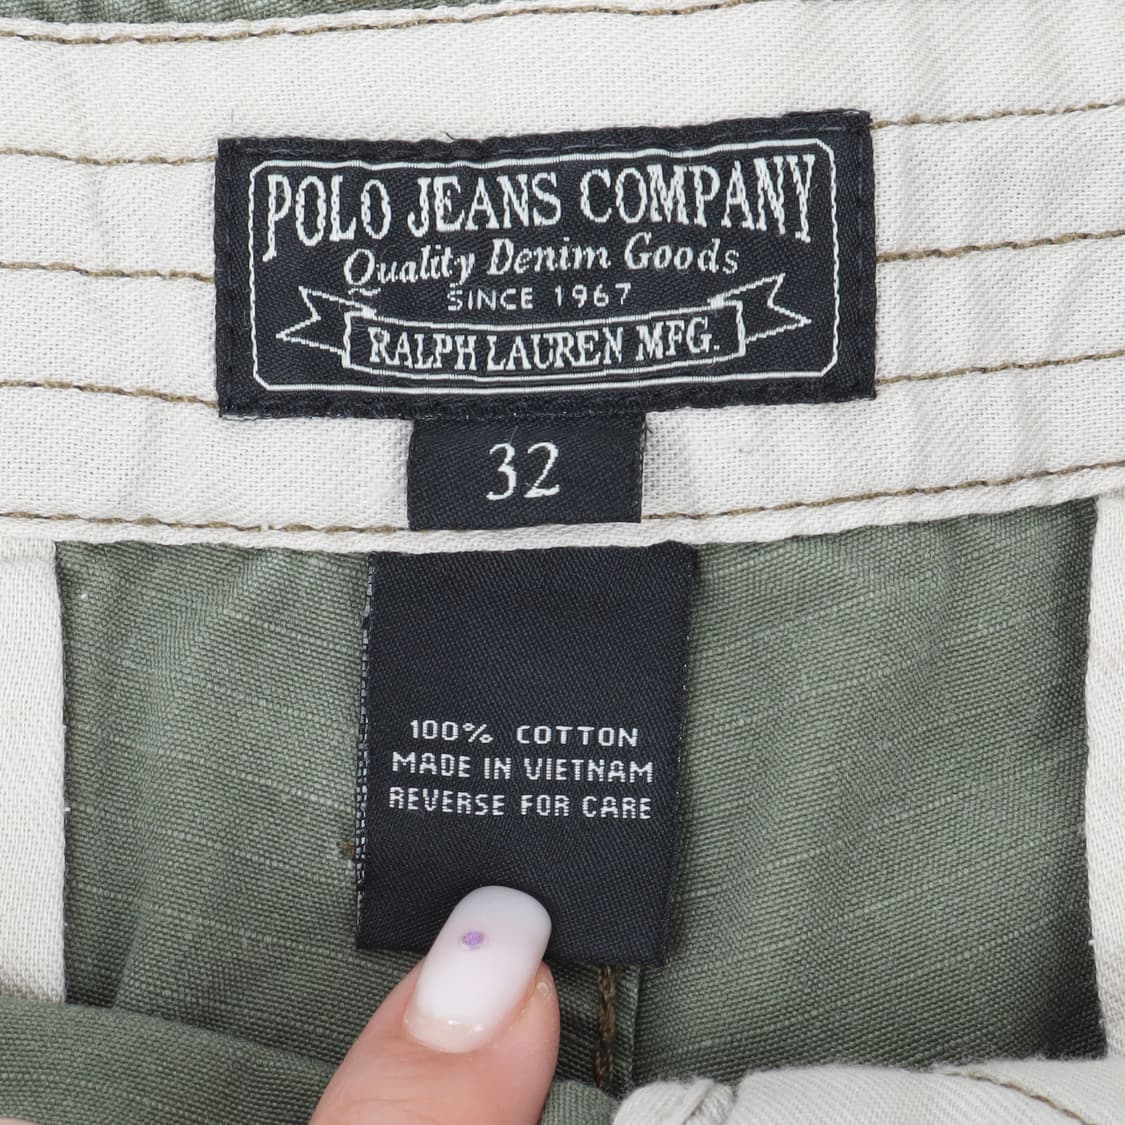 POLO JEANS COMPANY
Quality Denim Goods
SINCE 1967
RALPH LAUREN MFG.
32
100% COTTON
MADE IN VIETNAM
REVERSE FOR CARE